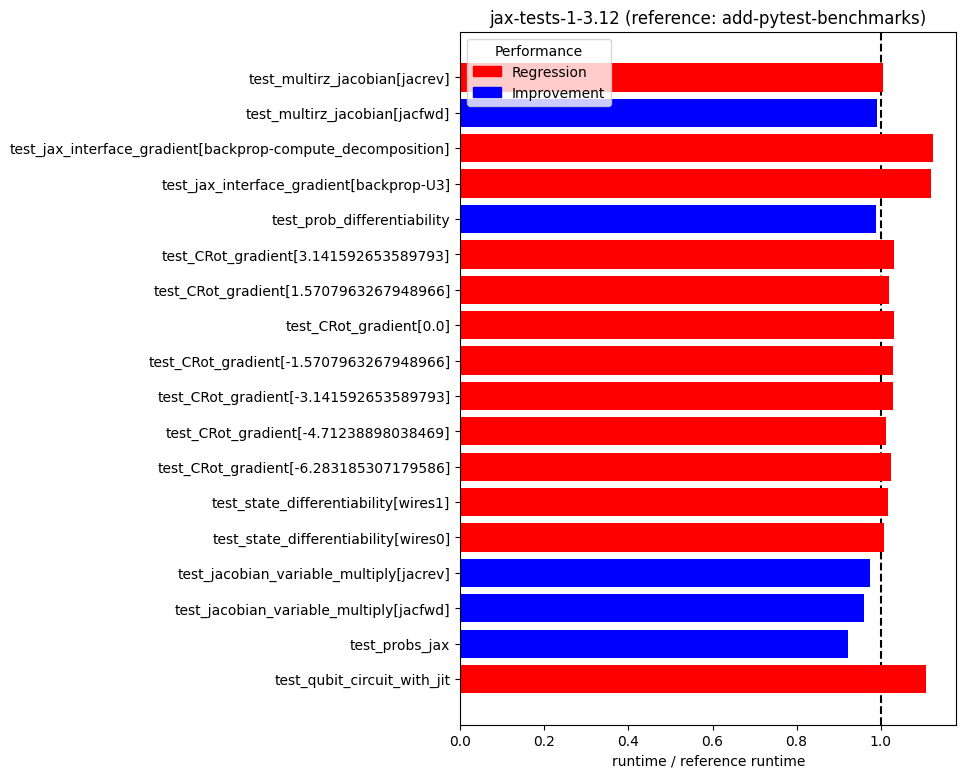 jax-tests-1-3.12 (reference: add-pytest-benchmarks)
Performance
Regression
Improvement
test_multirz_jacobian[jacrev]
test_multirz_jacobian[jacfwd]
test_jax_interface_gradient[backprop-compute_decomposition]
test_jax_interface_gradient[backprop-U3]
test_prob_differentiability
test_CRot_gradient[3.141592653589793]
test_CRot_gradient[1.5707963267948966]
test_CRot_gradient[0.0]
test_CRot_gradient[-1.5707963267948966]
test_CRot_gradient[-3.141592653589793]
test_CRot_gradient[-4.71238898038469]
test_CRot_gradient[-6.283185307179586]
test_state_differentiability[wires1]
test_state_differentiability[wires0]
test_jacobian_variable_multiply[jacrev]
test_jacobian_variable_multiply[jacfwd]
test_probs_jax
test_qubit_circuit_with_jit
0.0 0.2 0.4 0.6 0.8 1.0
runtime / reference runtime